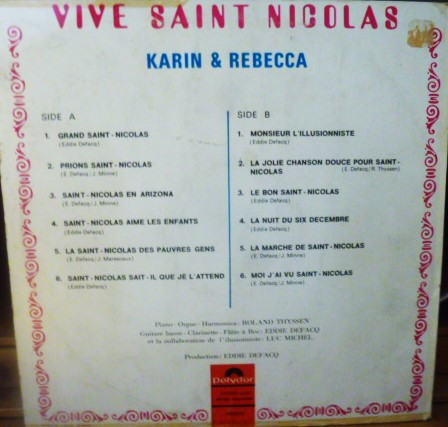 VIVE SAINT NICOLAS
KARIN & REBECCA
SIDE A
1. GRAND SAINT-NICOLAS
(Eddie Defacq)
2. PRIONS SAINT-NICOLAS
(E. Defacq/J. Minne)
3. SAINT-NICOLAS EN ARIZONA
(E. Defacq/J. Minne)
4. SAINT-NICOLAS AIME LES ENFANTS
(Eddie Defacq)
5. LA SAINT-NICOLAS DES PAUVRES GENS
(E. Defacq/J. Marescaux)
6. SAINT-NICOLAS SAIT-IL QUE JE L'ATTEND
(Eddie Defacq)
SIDE B
1. MONSIEUR L'ILLUSIONNISTE
(Eddie Defacq)
2. LA JOLIE CHANSON DOUCE POUR SAINT-
NICOLAS (E. Defacq/R. Thyssen)
3. LE BON SAINT-NICOLAS
(Eddie Defacq)
4. LA NUIT DU SIX DECEMBRE
(Eddie Defacq)
5. LA MARCHE DE SAINT-NICOLAS
(E. Defacq/J. Minne)
6. MOI J'AI VU SAINT-NICOLAS
(E. Defacq/J. Minne)
Piano - Orgue - Harmonica: ROLAND THYSSEN
Guitare basse - Clarinette - Flûte à Bec: EDDIE DEFACQ
et la collaboration de l'illusionniste: LUC MICHEL
Production: EDDIE DEFACQ
Polydor